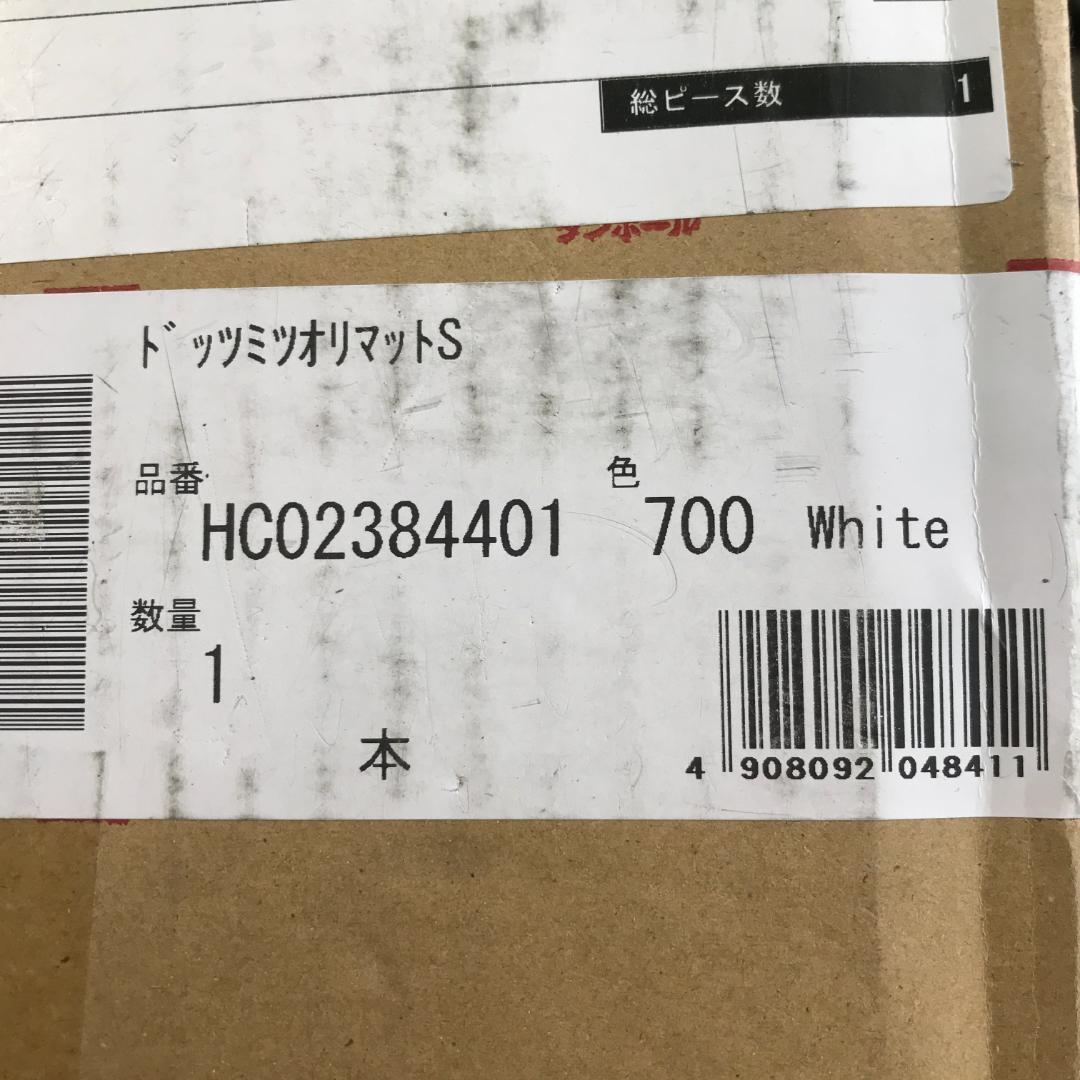 総ピース数 1
ﾄﾞｯﾂﾐﾂｵﾘﾏｯﾄS
品番 色
HC02384401 700 White
数量
1
本
4 908092 048411